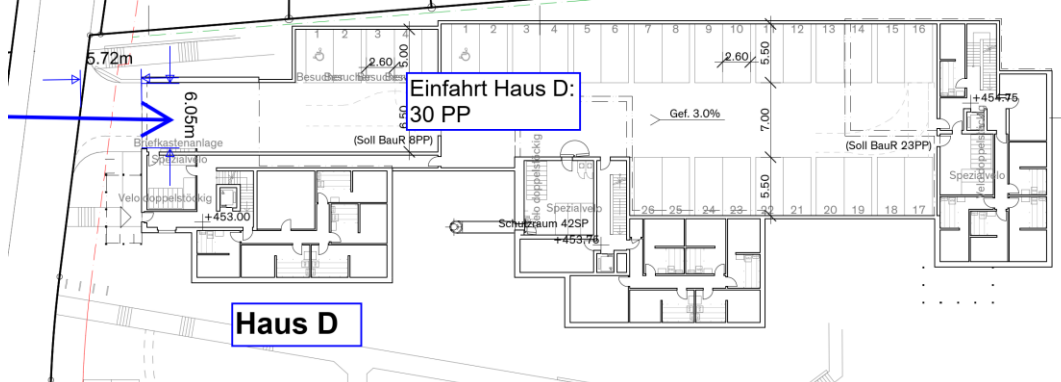 1 2 3 4
1 2 3 4 5 6 7 8 9 10 11 12 13 14 15 16
5.72m
5.00
2.60
2.60
5.50
Besucher Besucher Besucher
Einfahrt Haus D:
30 PP
6.05m
6.50
Gef. 3.0%
7.00
+454.75
(Soll BauR 8PP)
(Soll BauR 23PP)
Briefkastenanlage
Spezialvelo
Velo doppelstöckig
Velo doppelstöckig
Velo doppelstöckig
Spezialvelo
Spezialvelo
5.50
+453.00
26 25 24 23 22 21 20 19 18 17
Schutzraum 42SP
+453.76
Haus D